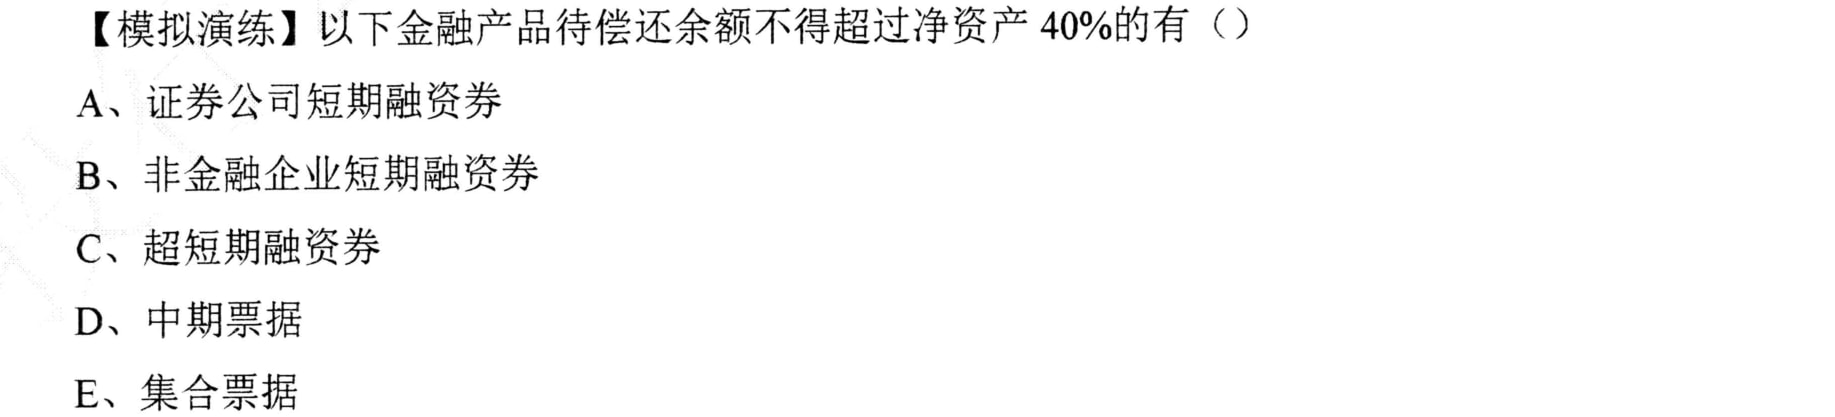 【模拟演练】以下金融产品待偿还余额不得超过净资产 40%的有（）
A、证券公司短期融资券
B、非金融企业短期融资券
C、超短期融资券
D、中期票据
E、集合票据